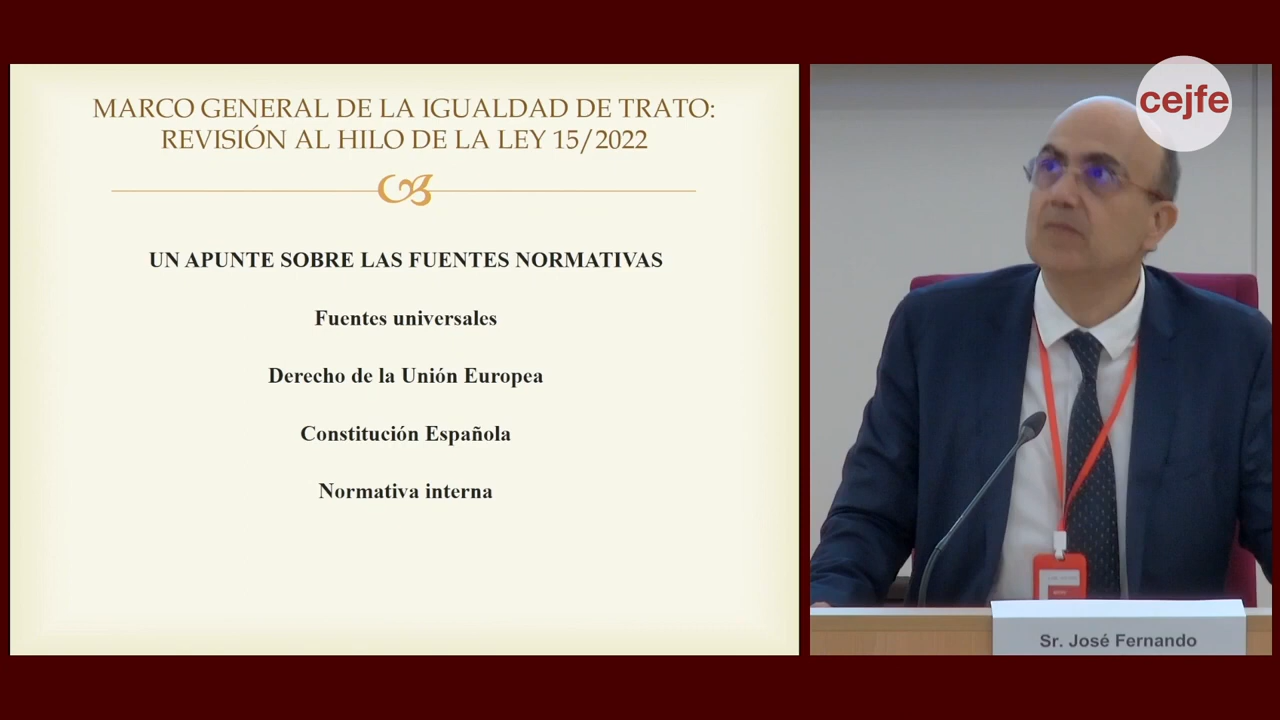 MARCO GENERAL DE LA IGUALDAD DE TRATO:
REVISIÓN AL HILO DE LA LEY 15/2022
UN APUNTE SOBRE LAS FUENTES NORMATIVAS
Fuentes universales
Derecho de la Unión Europea
Constitución Española
Normativa interna
cejfe
Sr. José Fernando